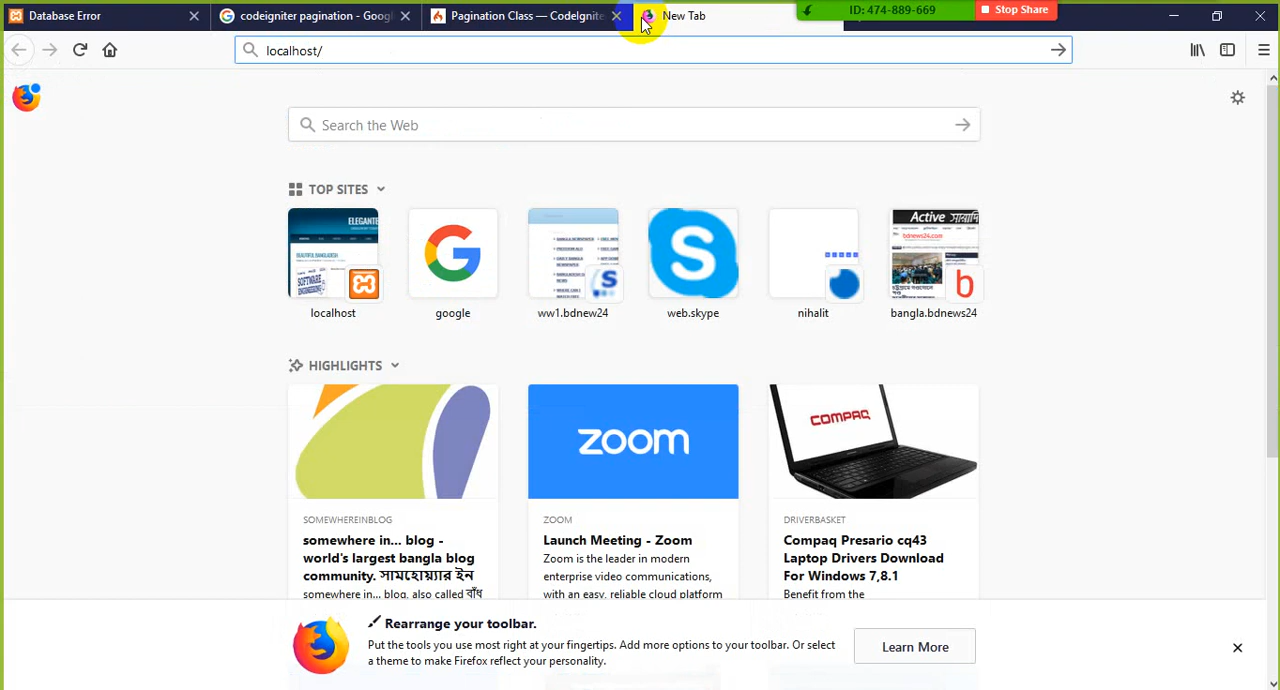 Database Error
codeigniter pagination - Goog
Pagination Class — CodeIgnite
New Tab
ID: 474-889-669
Stop Share
localhost/
Search the Web
TOP SITES
ELEGANTE
Active
bdnews24.com
b
localhost
google
ww1.bdnew24
web.skype
nihalit
bangla.bdnews24
HIGHLIGHTS
zoom
COMPAQ
SOMEWHEREINBLOG
somewhere in... blog -
world's largest bangla blog
community. সামহোয়্যার ইন
somewhere in... blog, also called বাঁধ
ZOOM
Launch Meeting - Zoom
Zoom is the leader in modern
enterprise video communications,
with an easy, reliable cloud platform
DRIVERBASKET
Compaq Presario cq43
Laptop Drivers Download
For Windows 7,8.1
Benefit from the
Rearrange your toolbar.
Put the tools you use most right at your fingertips. Add more options to your toolbar. Or select
a theme to make Firefox reflect your personality.
Learn More